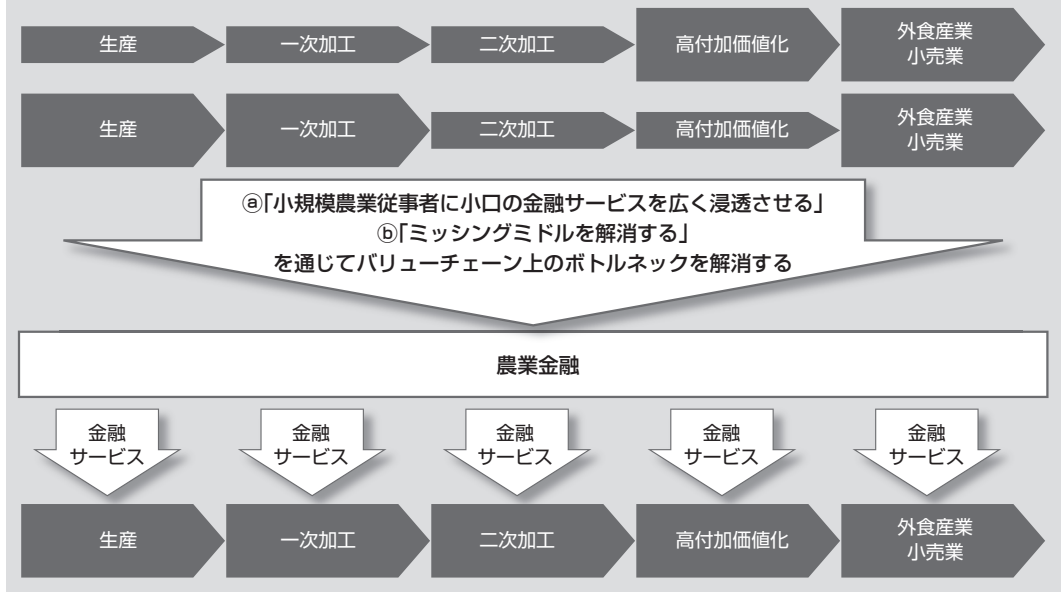 生産 一次加工 二次加工 高付加価値化 外食産業
小売業
生産 一次加工 二次加工 高付加価値化 外食産業
小売業
ⓐ「小規模農業従事者に小口の金融サービスを広く浸透させる」
ⓑ「ミッシングミドルを解消する」
を通じてバリューチェーン上のボトルネックを解消する
農業金融
金融 金融 金融 金融 金融
サービス サービス サービス サービス サービス
生産 一次加工 二次加工 高付加価値化 外食産業
小売業